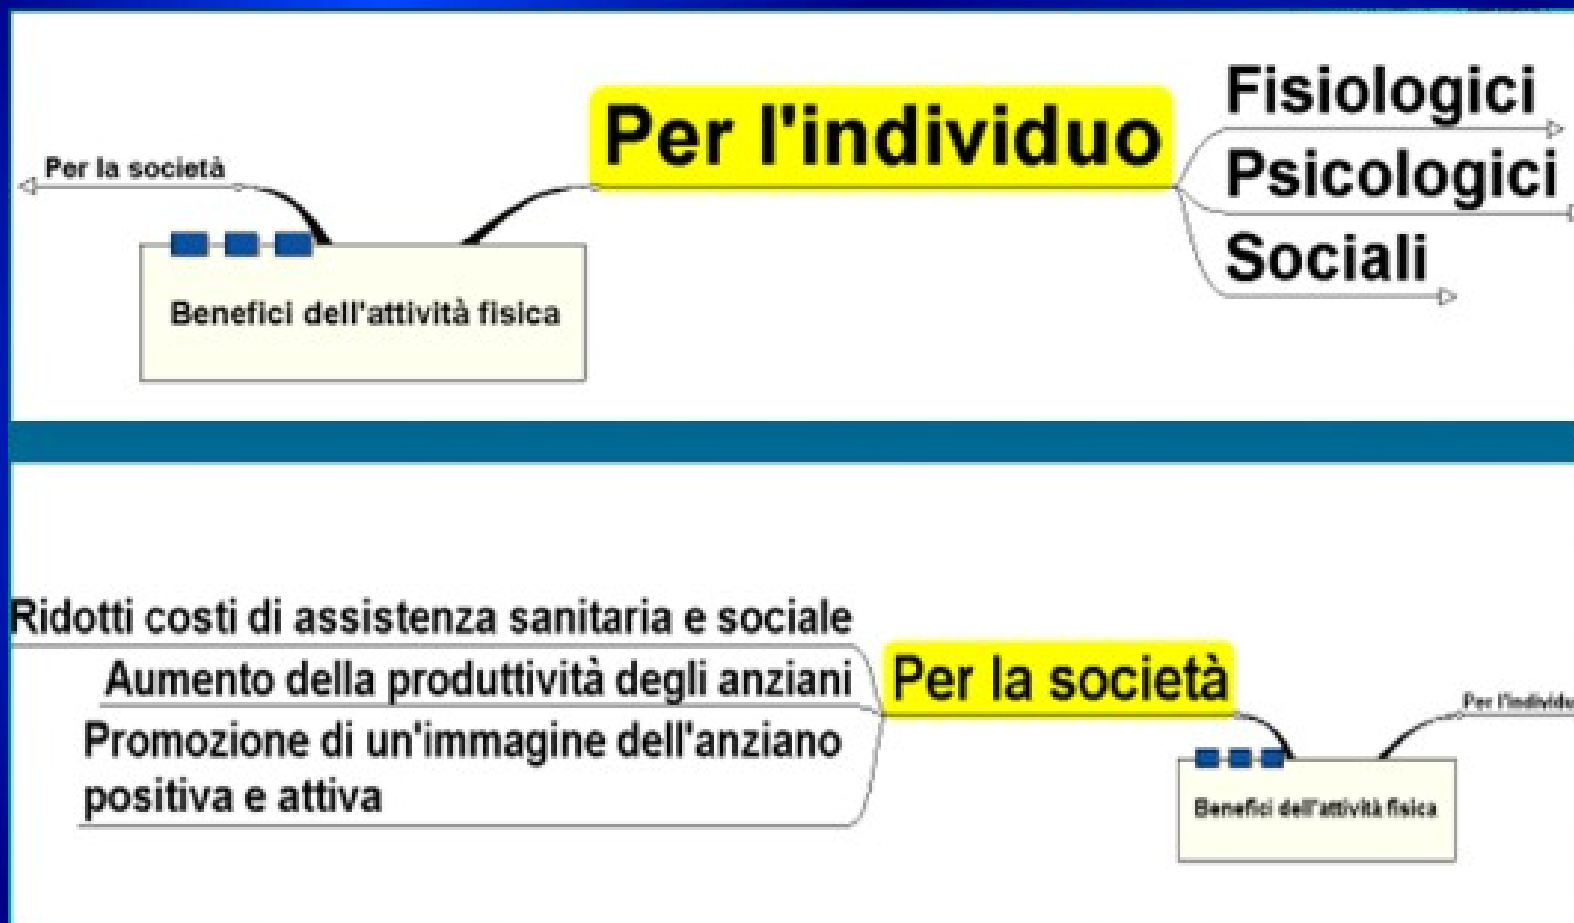 Per l'individuo
Fisiologici
Psicologici
Sociali
Per la società
Benefici dell'attività fisica
Ridotti costi di assistenza sanitaria e sociale
Aumento della produttività degli anziani
Promozione di un'immagine dell'anziano
positiva e attiva
Per la società
Per l'individu
Benefici dell'attività fisica